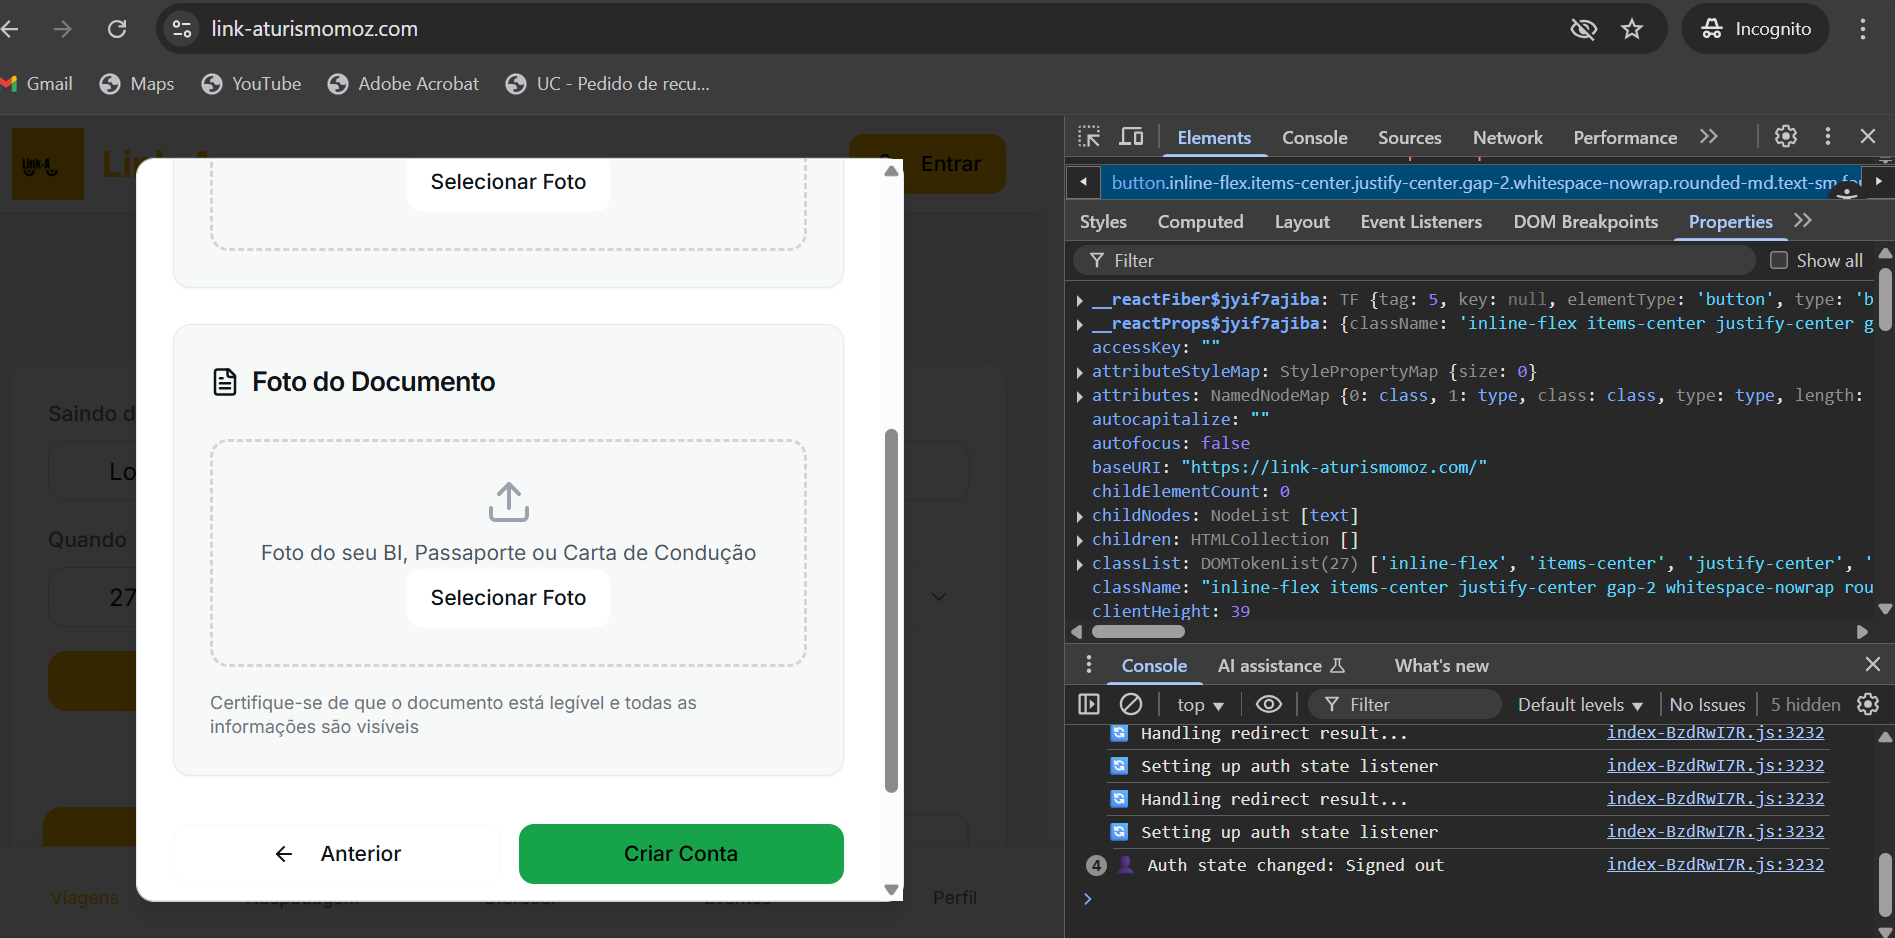 link-aturismomoz.com
Incognito
Gmail
Maps
YouTube
Adobe Acrobat
UC - Pedido de recu...
Link-A
Entrar
Selecionar Foto
Foto do Documento
Saindo d
Lo
Foto do seu BI, Passaporte ou Carta de Condução
Quando
27
Selecionar Foto
Certifique-se de que o documento está legível e todas as
informações são visíveis
Anterior
Criar Conta
Viagens
Perfil
Elements
Console
Sources
Network
Performance
button.inline-flex.items-center.justify-center.gap-2.whitespace-nowrap.rounded-md.text-sm.fo
Styles
Computed
Layout
Event Listeners
DOM Breakpoints
Properties
Filter
Show all
__reactFiber$jyif7ajiba: TF {tag: 5, key: null, elementType: 'button', type: 'b
__reactProps$jyif7ajiba: {className: 'inline-flex items-center justify-center g
accessKey: ""
attributeStyleMap: StylePropertyMap {size: 0}
attributes: NamedNodeMap {0: class, 1: type, class: class, type: type, length:
autocapitalize: ""
autofocus: false
baseURI: "https://link-aturismomoz.com/"
childElementCount: 0
childNodes: NodeList [text]
children: HTMLCollection []
classList: DOMTokenList(27) ['inline-flex', 'items-center', 'justify-center', '
className: "inline-flex items-center justify-center gap-2 whitespace-nowrap rou
clientHeight: 39
Console
AI assistance
What's new
top
Filter
Default levels
No Issues
5 hidden
Handling redirect result... index-BzdRwI7R.js:3232
Setting up auth state listener index-BzdRwI7R.js:3232
Handling redirect result... index-BzdRwI7R.js:3232
Setting up auth state listener index-BzdRwI7R.js:3232
4 Auth state changed: Signed out index-BzdRwI7R.js:3232